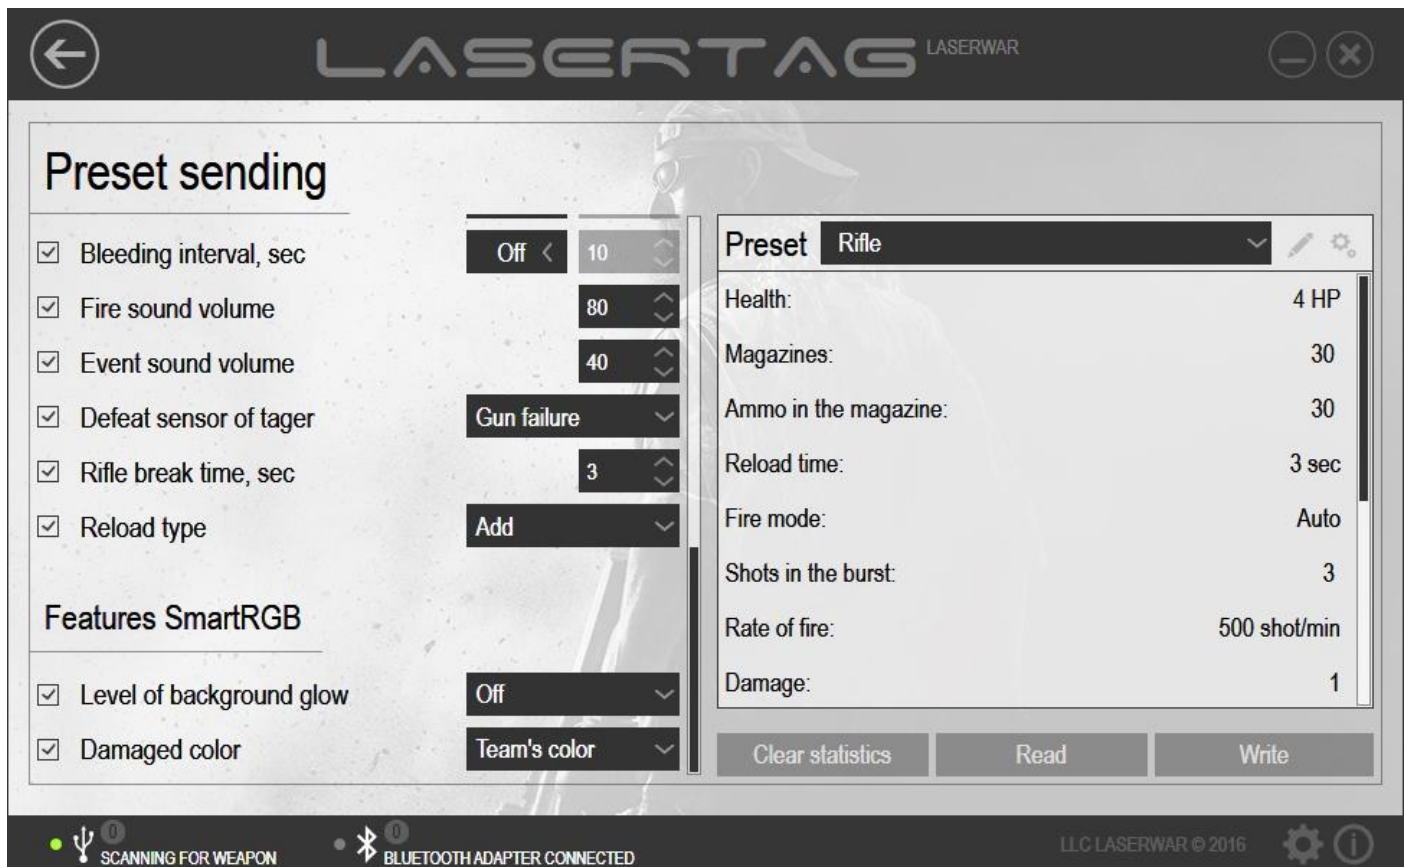 LASERTAG LASERWAR
Preset sending
Bleeding interval, sec Off 10
Fire sound volume 80
Event sound volume 40
Defeat sensor of tager Gun failure
Rifle break time, sec 3
Reload type Add
Features SmartRGB
Level of background glow Off
Damaged color Team's color
Preset Rifle
Health: 4 HP
Magazines: 30
Ammo in the magazine: 30
Reload time: 3 sec
Fire mode: Auto
Shots in the burst: 3
Rate of fire: 500 shot/min
Damage: 1
Clear statistics Read Write
0 SCANNING FOR WEAPON 0 BLUETOOTH ADAPTER CONNECTED LLC LASERWAR © 2016